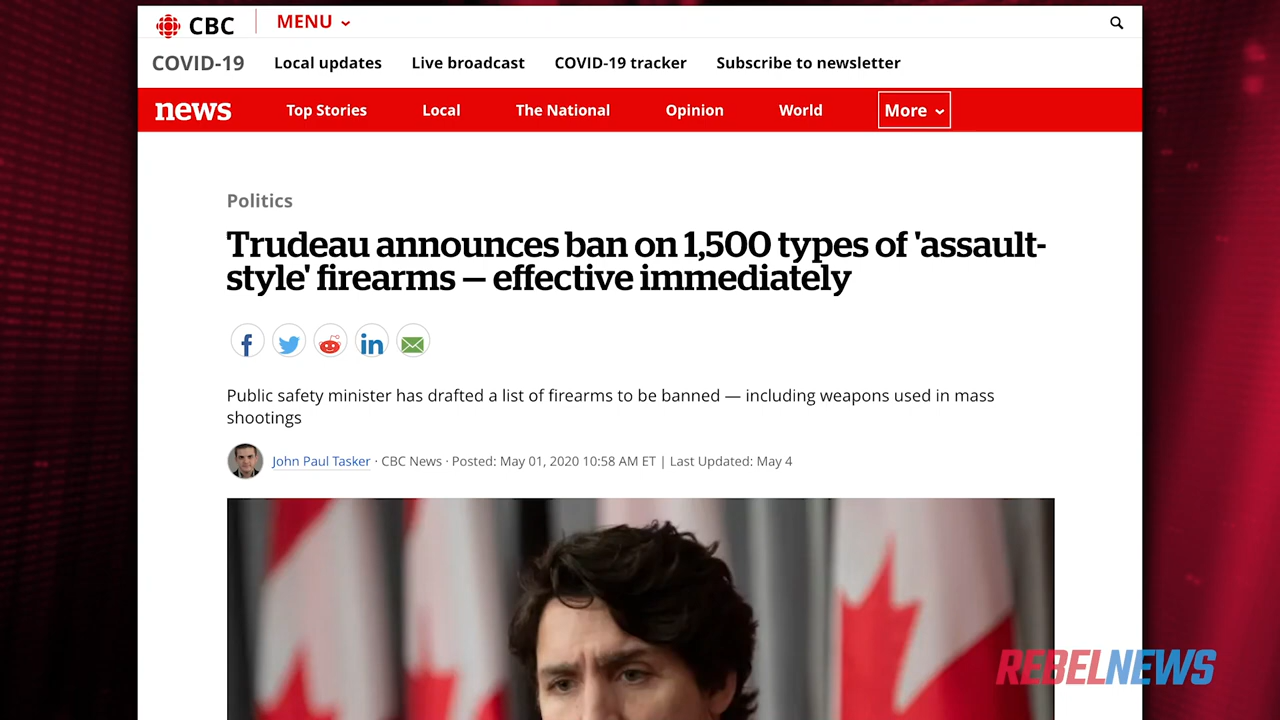 CBC
MENU
COVID-19 Local updates Live broadcast COVID-19 tracker Subscribe to newsletter
news Top Stories Local The National Opinion World More
Politics
Trudeau announces ban on 1,500 types of 'assault-
style' firearms — effective immediately
Public safety minister has drafted a list of firearms to be banned — including weapons used in mass
shootings
John Paul Tasker · CBC News · Posted: May 01, 2020 10:58 AM ET | Last Updated: May 4
REBELNEWS